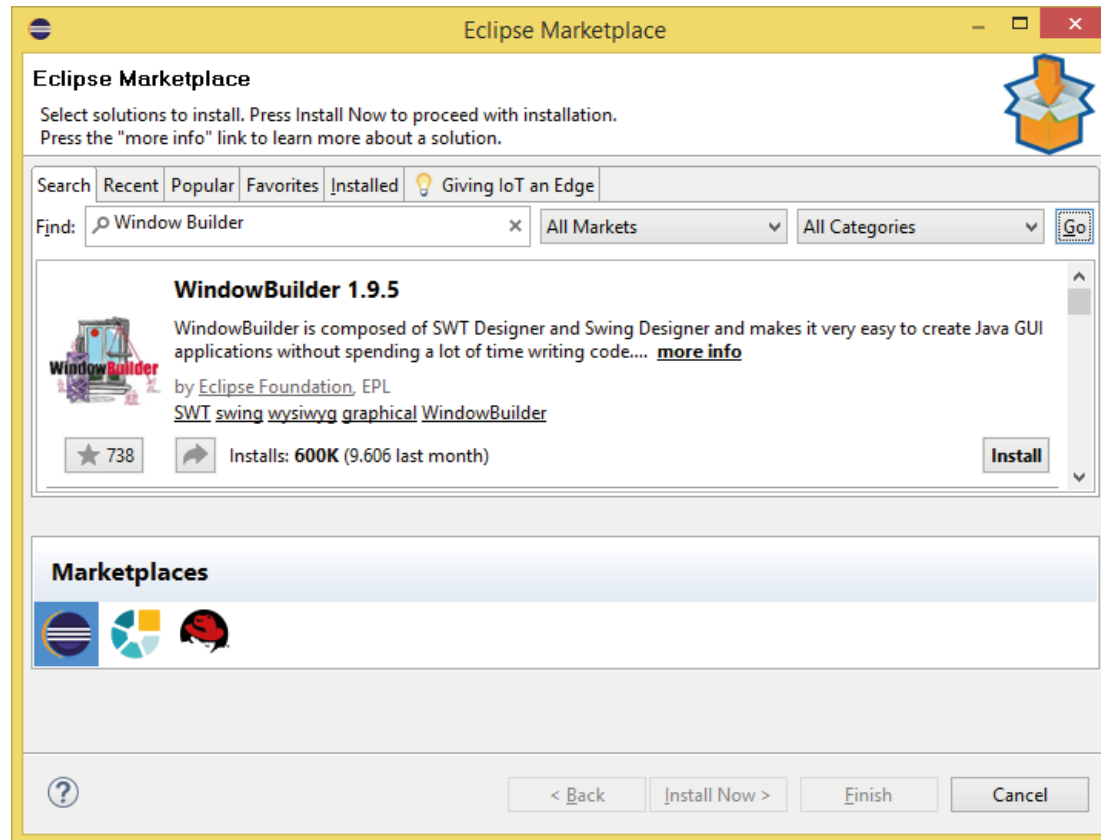 Eclipse Marketplace
Eclipse Marketplace
Select solutions to install. Press Install Now to proceed with installation.
Press the "more info" link to learn more about a solution.
Search Recent Popular Favorites Installed Giving IoT an Edge
Find: Window Builder All Markets All Categories Go
WindowBuilder 1.9.5
WindowBuilder is composed of SWT Designer and Swing Designer and makes it very easy to create Java GUI
applications without spending a lot of time writing code.... more info
WindowBuilder
by Eclipse Foundation, EPL
SWT swing wysiwyg graphical WindowBuilder
738 Installs: 600K (9.606 last month) Install
Marketplaces
? < Back Install Now > Finish Cancel